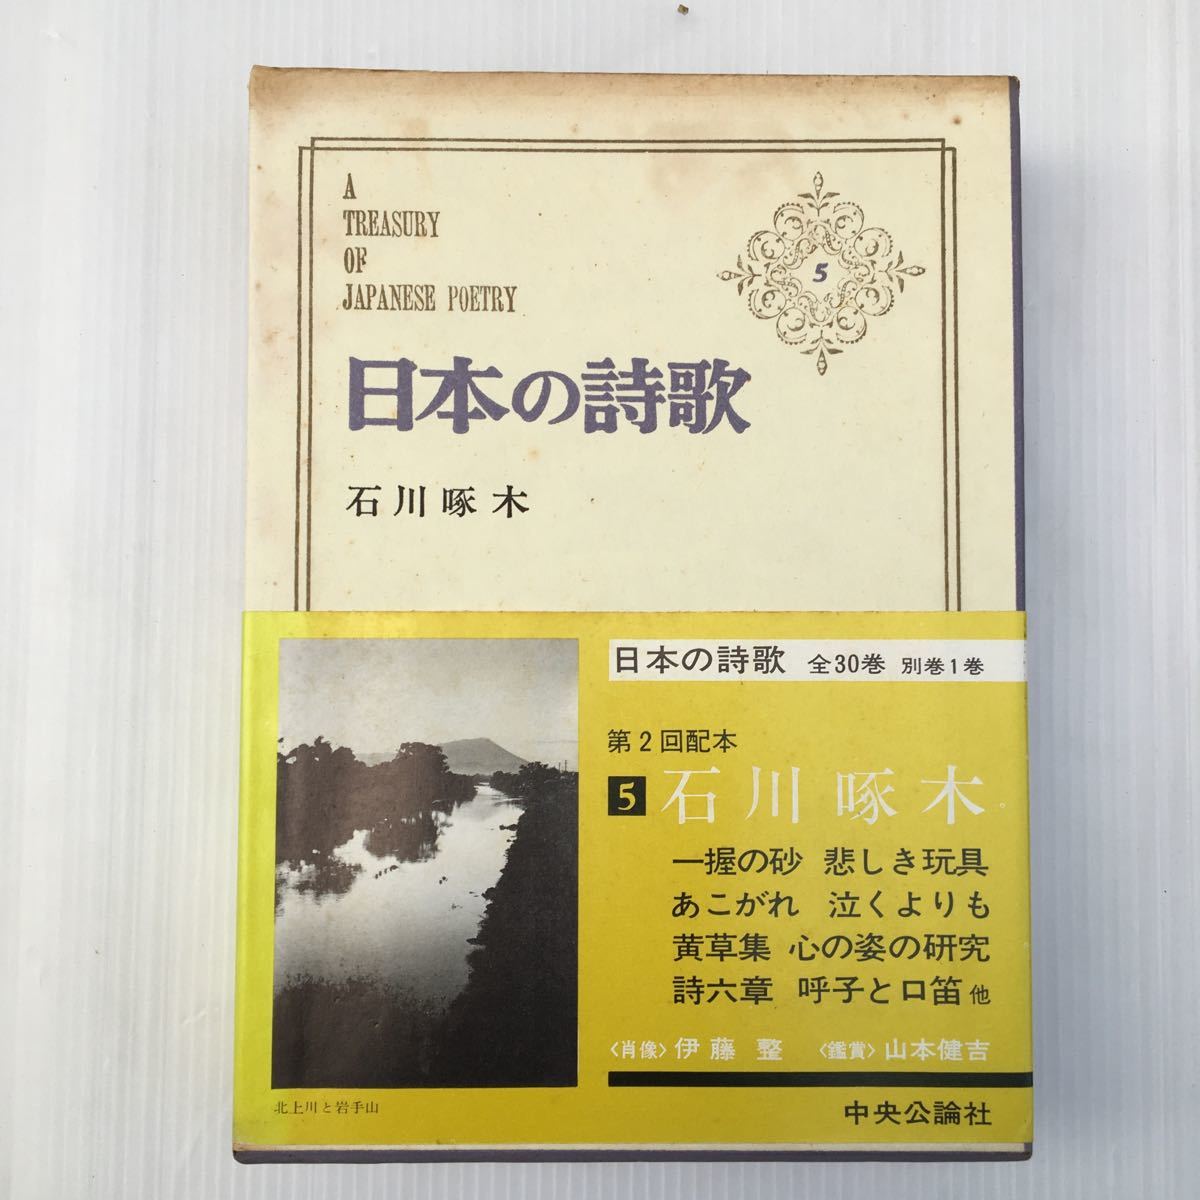 A
TREASURY
OF
JAPANESE POETRY
5
日本の詩歌
石川啄木
日本の詩歌 全30巻 別巻1巻
第2回配本
5 石川啄木
一握の砂 悲しき玩具
あこがれ 泣くよりも
黄草集 心の姿の研究
詩六章 呼子と口笛 他
〈肖像〉伊藤 整 〈鑑賞〉山本健吉
中央公論社
北上川と岩手山